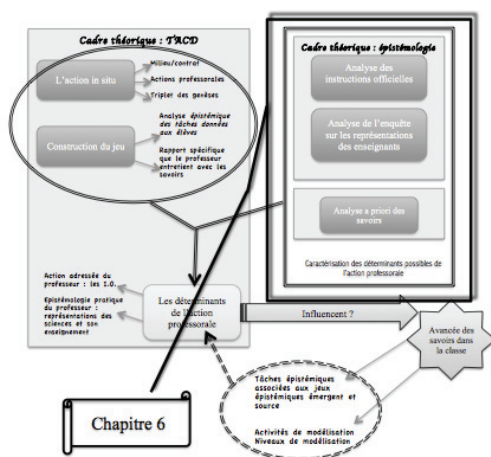 Cadre théorique : TACD
L'action in situ
Milieu/contrat
Actions professorales
Triplet des genèses
Construction du jeu
Analyse épistémique
des tâches données
aux élèves
Rapport spécifique
que le professeur
entretient avec les
savoirs
Cadre théorique : épistémologie
Analyse des
instructions officielles
Analyse de l'enquête
sur les représentations
des enseignants
Analyse a priori des
savoirs
Caractérisation des déterminants possibles de
l'action professorale
Action adressée du
professeur : les I.O.
Epistémologie pratique
du professeur :
représentations des
sciences et son
enseignement
Les déterminants
de l'action
professorale
Influencent ?
Avancée des
savoirs dans
la classe
Tâches épistémiques
associées aux jeux
épistémiques émergent et
source
Activités de modélisation
Niveaux de modélisation
Chapitre 6